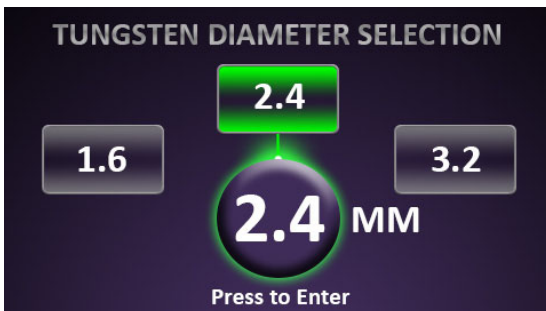 TUNGSTEN DIAMETER SELECTION
2.4
1.6
3.2
2.4 MM
Press to Enter